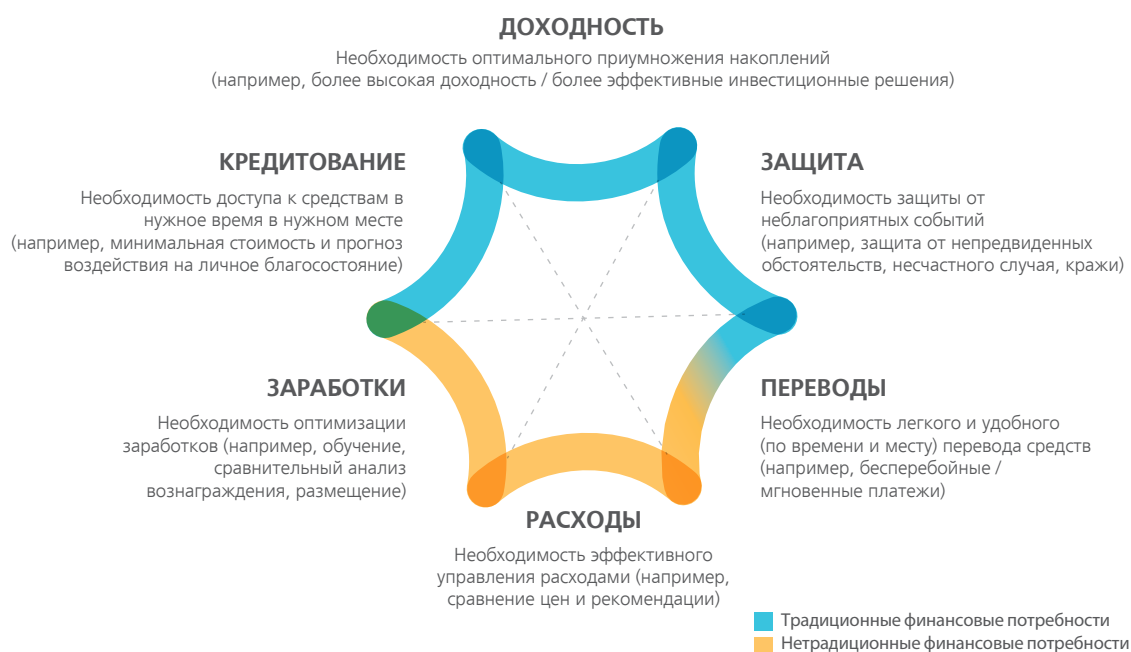 ДОХОДНОСТЬ
Необходимость оптимального приумножения накоплений
(например, более высокая доходность / более эффективные инвестиционные решения)
КРЕДИТОВАНИЕ
Необходимость доступа к средствам в
нужное время в нужном месте
(например, минимальная стоимость и прогноз
воздействия на личное благосостояние)
ЗАЩИТА
Необходимость защиты от
неблагоприятных событий
(например, защита от непредвиденных
обстоятельств, несчастного случая, кражи)
ЗАРАБОТКИ
Необходимость оптимизации
заработков (например, обучение,
сравнительный анализ
вознаграждения, размещение)
ПЕРЕВОДЫ
Необходимость легкого и удобного
(по времени и месту) перевода средств
(например, бесперебойные /
мгновенные платежи)
РАСХОДЫ
Необходимость эффективного
управления расходами (например,
сравнение цен и рекомендации)
Традиционные финансовые потребности
Нетрадиционные финансовые потребности